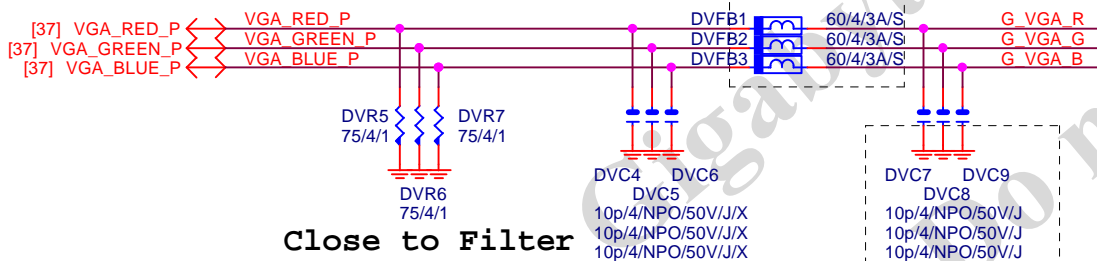 [37] VGA_RED_P VGA_RED_P DVFB1 60/4/3A/S G_VGA_R
[37] VGA_GREEN_P VGA_GREEN_P DVFB2 60/4/3A/S G_VGA_G
[37] VGA_BLUE_P VGA_BLUE_P DVFB3 60/4/3A/S G_VGA_B
DVR5 DVR7
75/4/1 75/4/1
DVC4 DVC6 DVC7 DVC9
DVR6 DVC5 DVC8
75/4/1 10p/4/NPO/50V/J/X 10p/4/NPO/50V/J
10p/4/NPO/50V/J/X 10p/4/NPO/50V/J
Close to Filter 10p/4/NPO/50V/J/X 10p/4/NPO/50V/J
Do